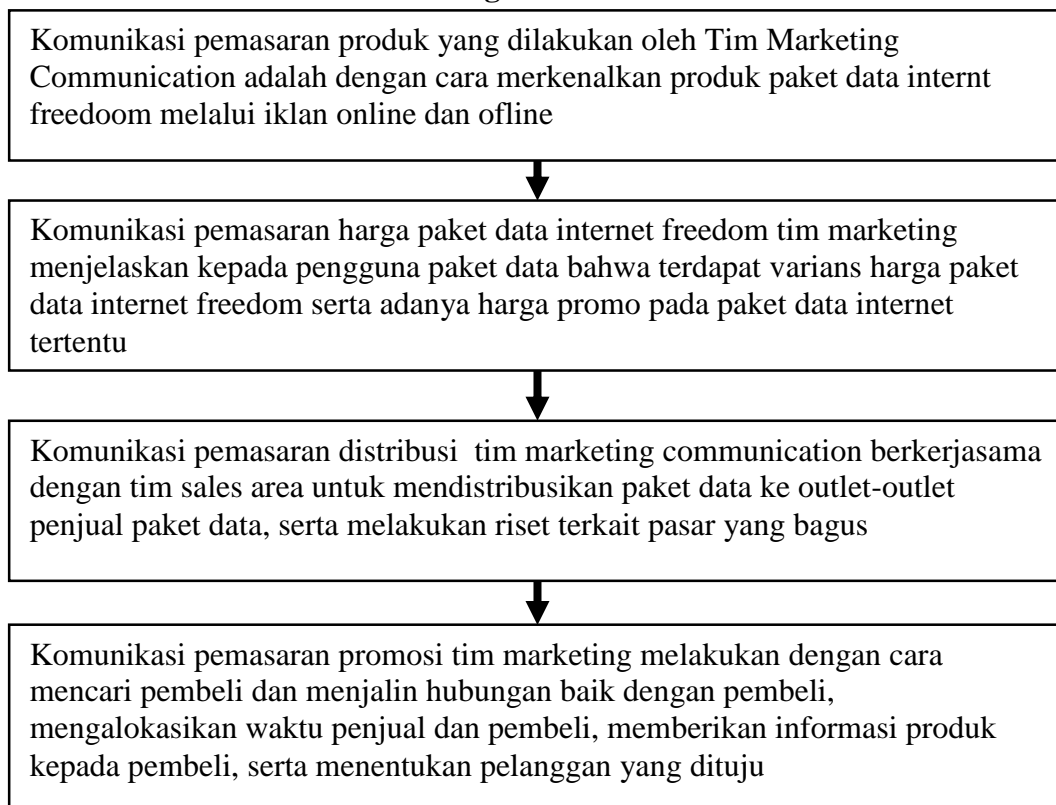 Komunikasi pemasaran produk yang dilakukan oleh Tim Marketing
Communication adalah dengan cara merkenalkan produk paket data internt
freedoom melalui iklan online dan ofline
Komunikasi pemasaran harga paket data internet freedom tim marketing
menjelaskan kepada pengguna paket data bahwa terdapat varians harga paket
data internet freedom serta adanya harga promo pada paket data internet
tertentu
Komunikasi pemasaran distribusi  tim marketing communication berkerjasama
dengan tim sales area untuk mendistribusikan paket data ke outlet-outlet
penjual paket data, serta melakukan riset terkait pasar yang bagus
Komunikasi pemasaran promosi tim marketing melakukan dengan cara
mencari pembeli dan menjalin hubungan baik dengan pembeli,
mengalokasikan waktu penjual dan pembeli, memberikan informasi produk
kepada pembeli, serta menentukan pelanggan yang dituju